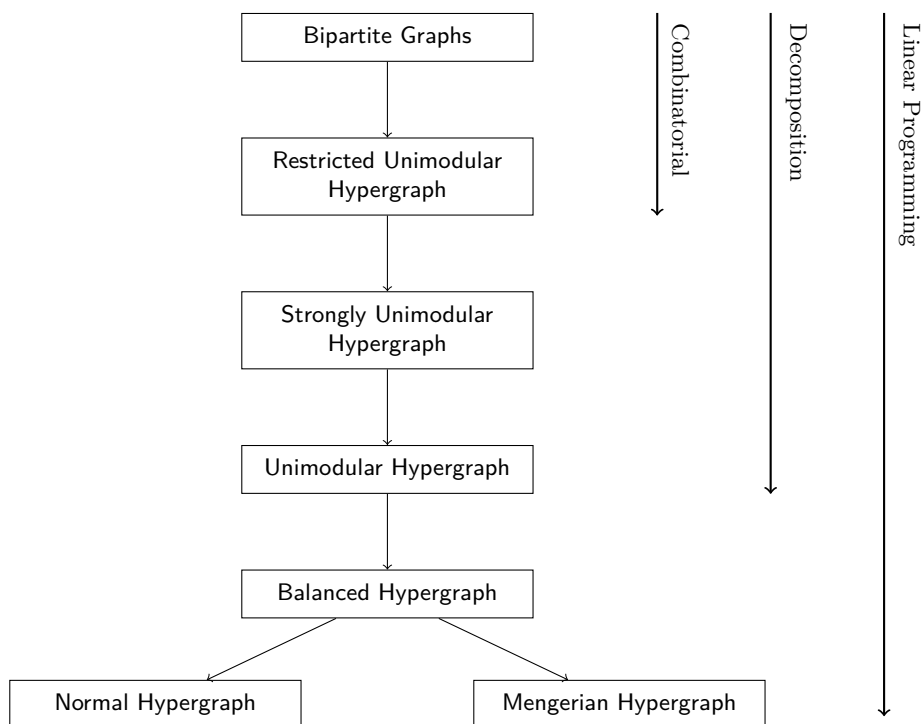 Bipartite Graphs
Restricted Unimodular
Hypergraph
Strongly Unimodular
Hypergraph
Unimodular Hypergraph
Balanced Hypergraph
Normal Hypergraph
Mengerian Hypergraph
Combinatorial
Decomposition
Linear Programming